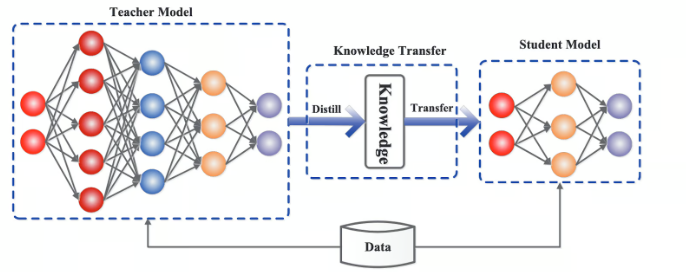 Teacher Model
Knowledge Transfer
Student Model
Distill
Knowledge
Transfer
Data